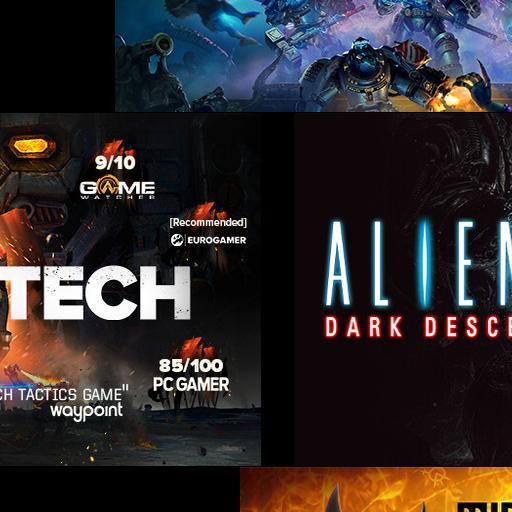 9/10
GAME
WATCHER
[Recommended]
EUROGAMER
TECH
85/100
PC GAMER
CH TACTICS GAME"
waypoint
ALIEN
DARK DESCE